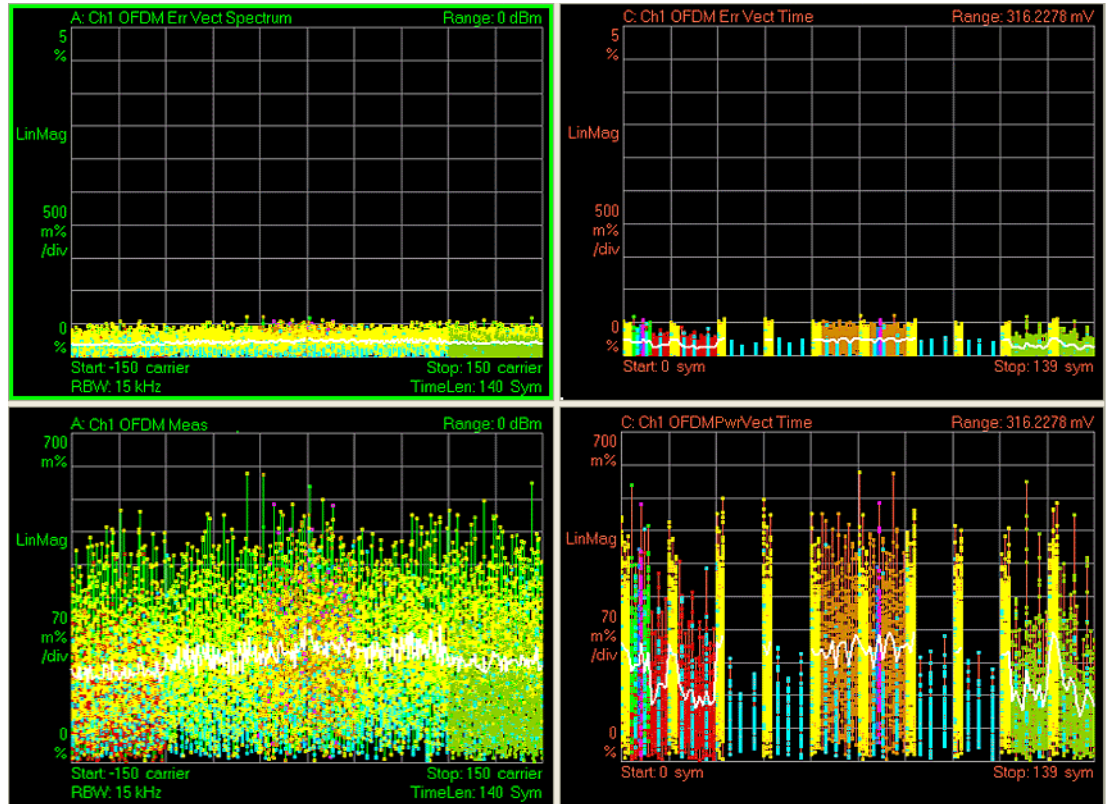 A: Ch1 OFDM Err Vect Spectrum
Range: 0 dBm
5
%
LinMag
500
m%
/div
0
%
Start: -150 carrier
Stop: 150 carrier
RBW: 15 kHz
TimeLen: 140 Sym
C: Ch1 OFDM Err Vect Time
Range: 316.2278 mV
5
%
LinMag
500
m%
/div
0
%
Start: 0 sym
Stop: 139 sym
A: Ch1 OFDM Meas
Range: 0 dBm
700
m%
LinMag
70
m%
/div
0
%
Start: -150 carrier
Stop: 150 carrier
RBW: 15 kHz
TimeLen: 140 Sym
C: Ch1 OFDMPwrVect Time
Range: 316.2278 mV
700
m%
LinMag
70
m%
/div
0
%
Start: 0 sym
Stop: 139 sym